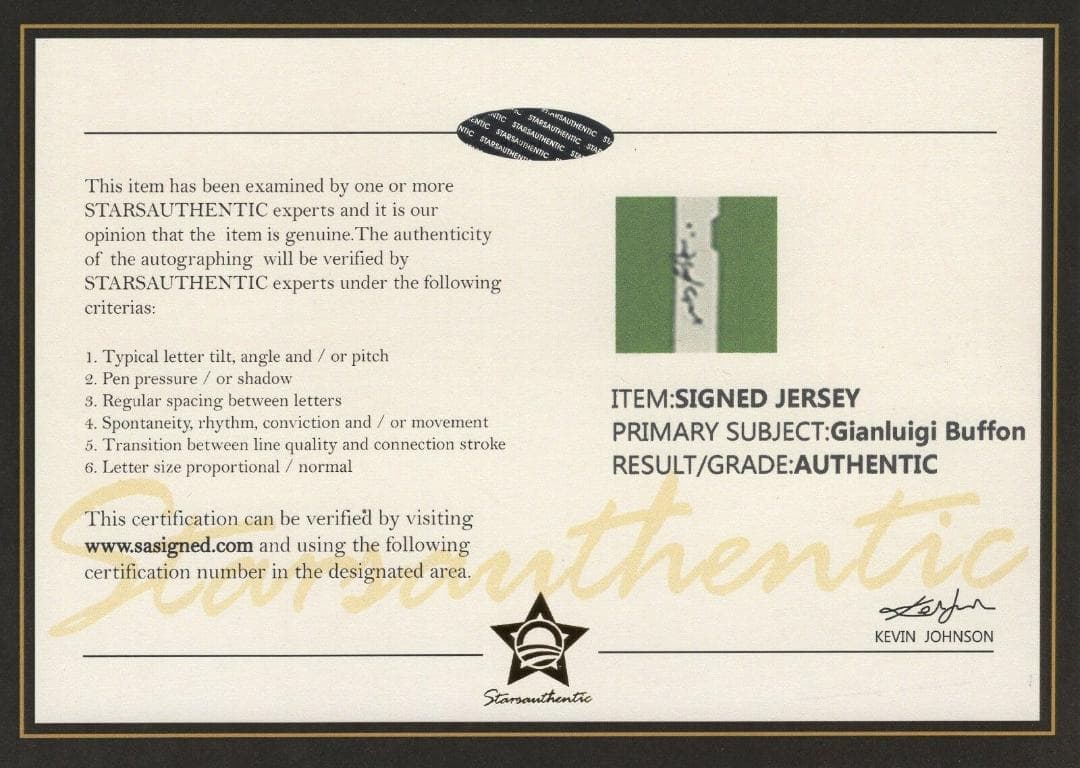 STARSAUTHENTIC STARSAUTHENTIC STARSAUTHENTIC
This item has been examined by one or more
STARSAUTHENTIC experts and it is our
opinion that the item is genuine.The authenticity
of the autographing will be verified by
STARSAUTHENTIC experts under the following
criterias:
1. Typical letter tilt, angle and / or pitch
2. Pen pressure / or shadow
3. Regular spacing between letters
4. Spontaneity, rhythm, conviction and / or movement
5. Transition between line quality and connection stroke
6. Letter size proportional / normal
This certification can be verified by visiting
www.sasigned.com and using the following
certification number in the designated area.
ITEM:SIGNED JERSEY
PRIMARY SUBJECT:Gianluigi Buffon
RESULT/GRADE:AUTHENTIC
Starsauthentic
KEVIN JOHNSON
Starsauthentic